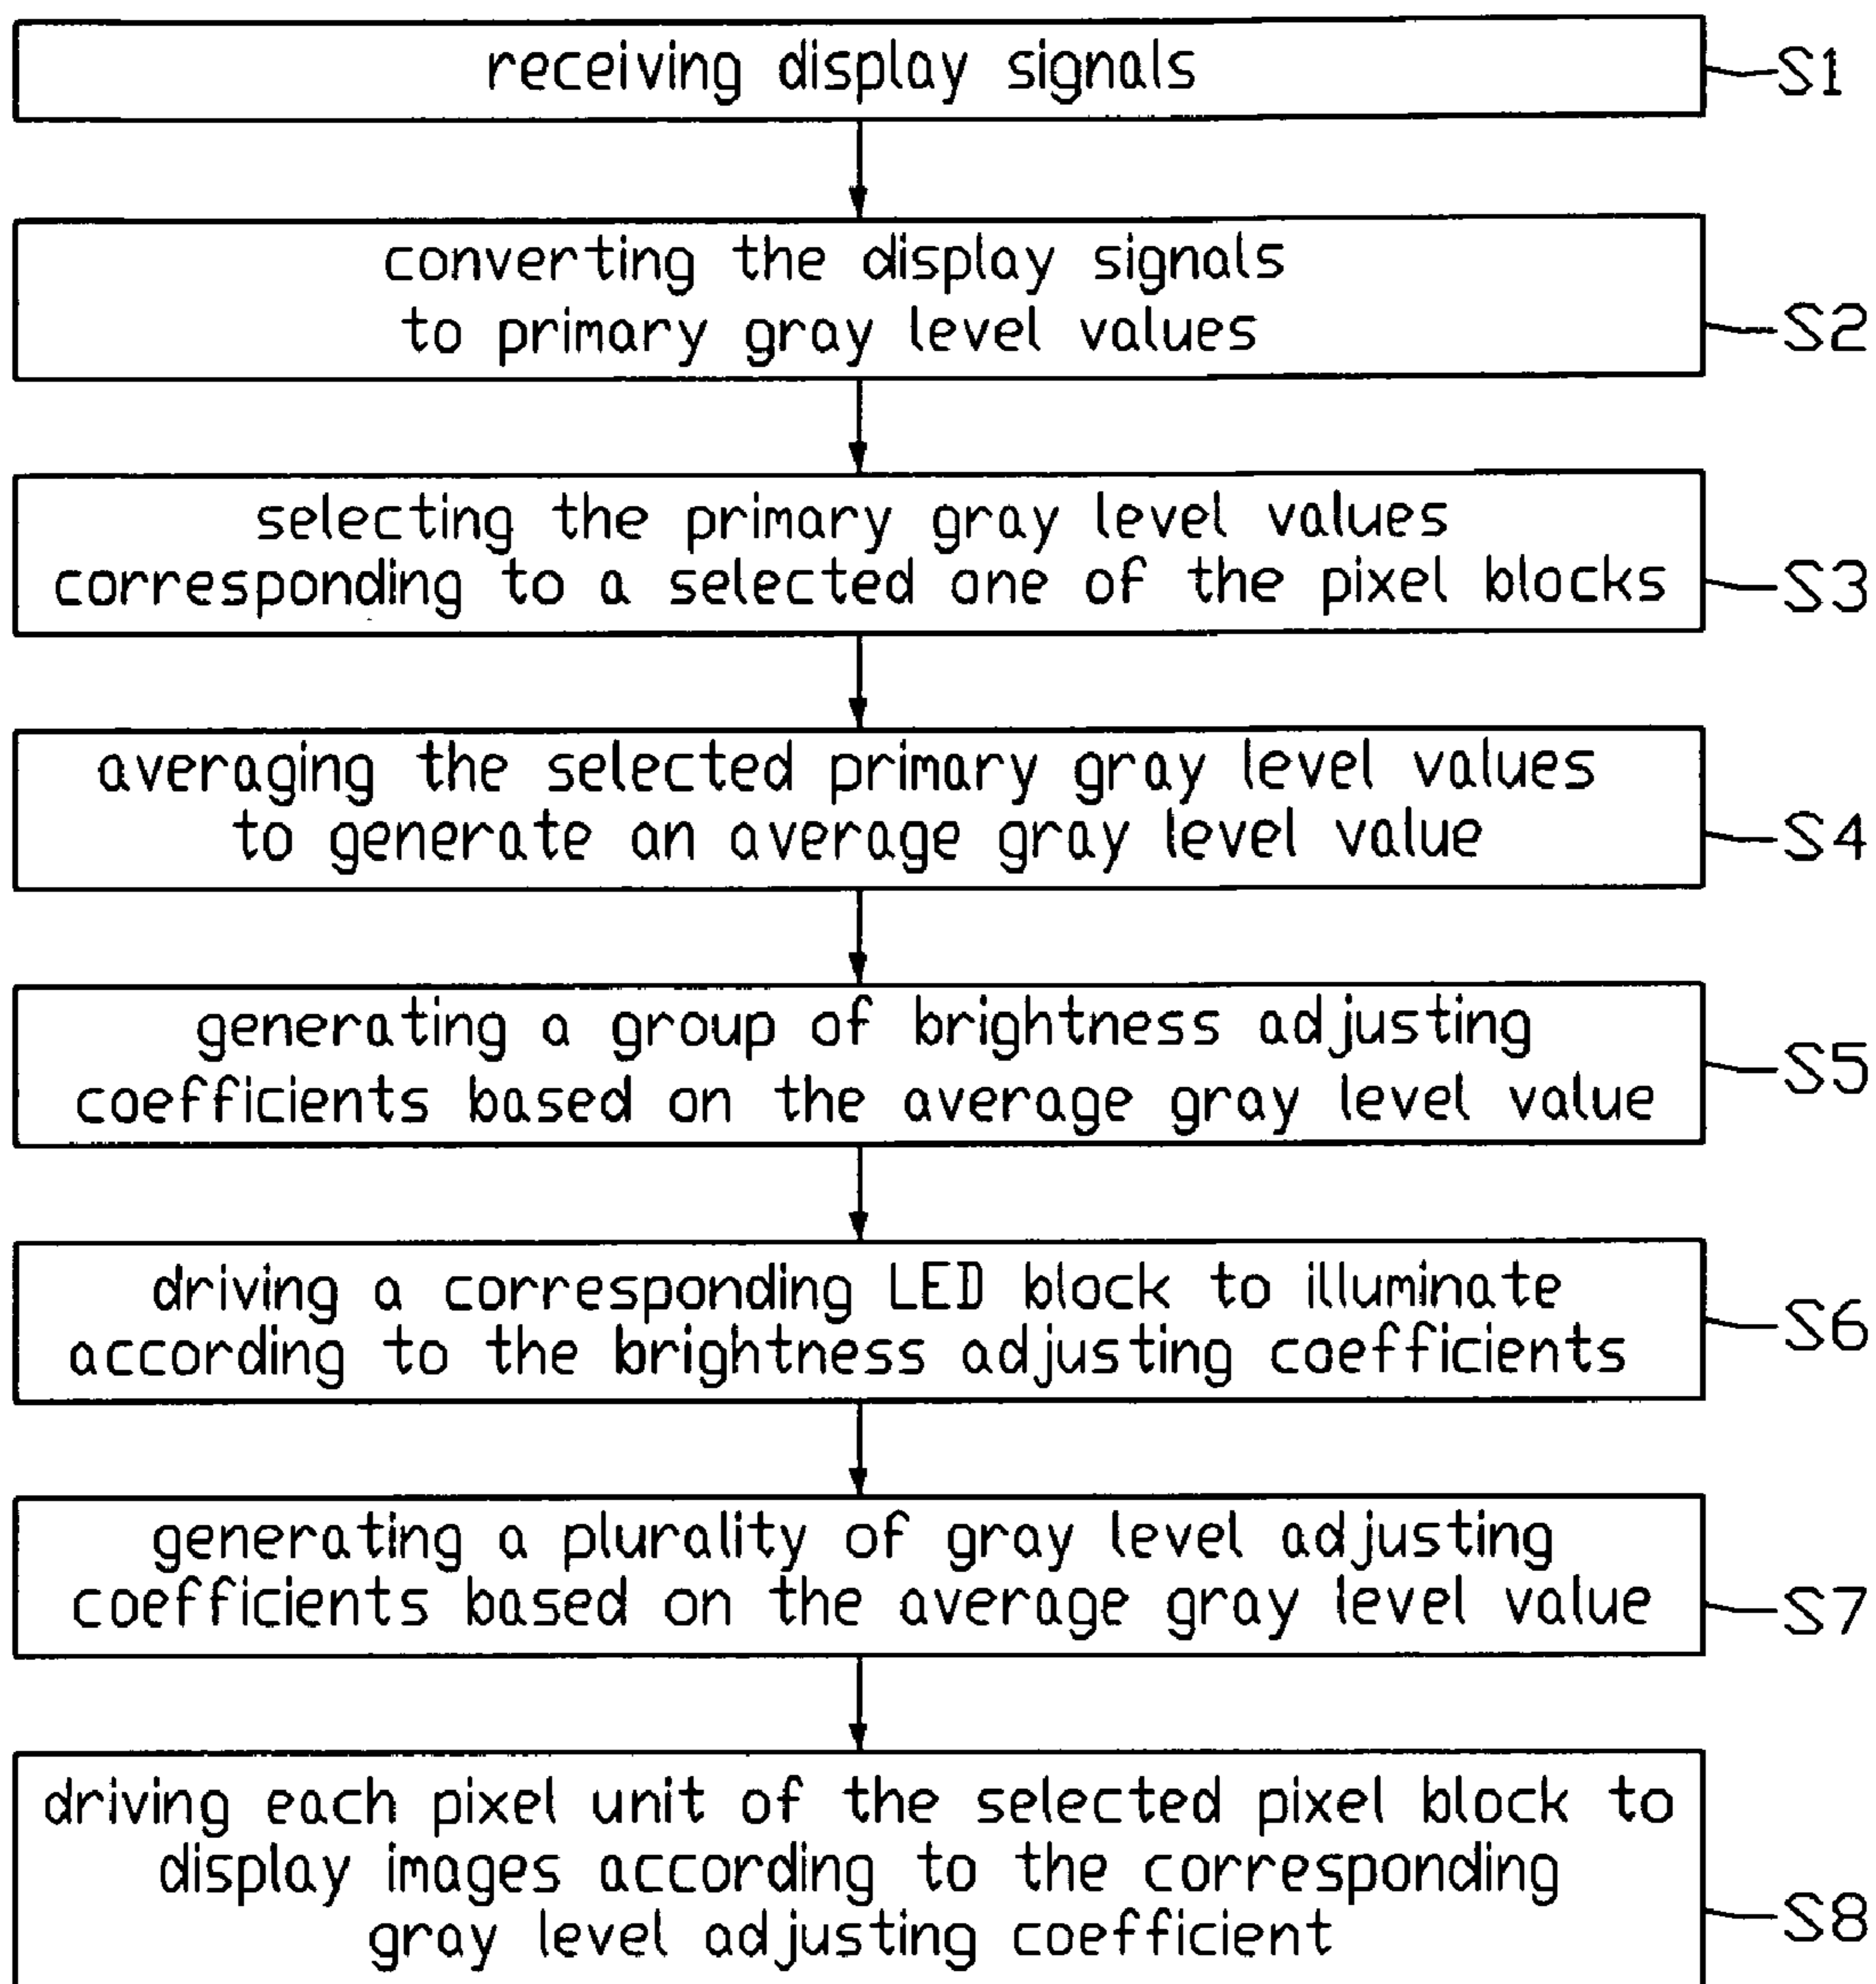 receiving display signals
S1
converting the display signals
to primary gray level values
S2
selecting the primary gray level values
corresponding to a selected one of the pixel blocks
S3
averaging the selected primary gray level values
to generate an average gray level value
S4
generating a group of brightness adjusting
coefficients based on the average gray level value
S5
driving a corresponding LED block to illuminate
according to the brightness adjusting coefficients
S6
generating a plurality of gray level adjusting
coefficients based on the average gray level value
S7
driving each pixel unit of the selected pixel block to
display images according to the corresponding
gray level adjusting coefficient
S8